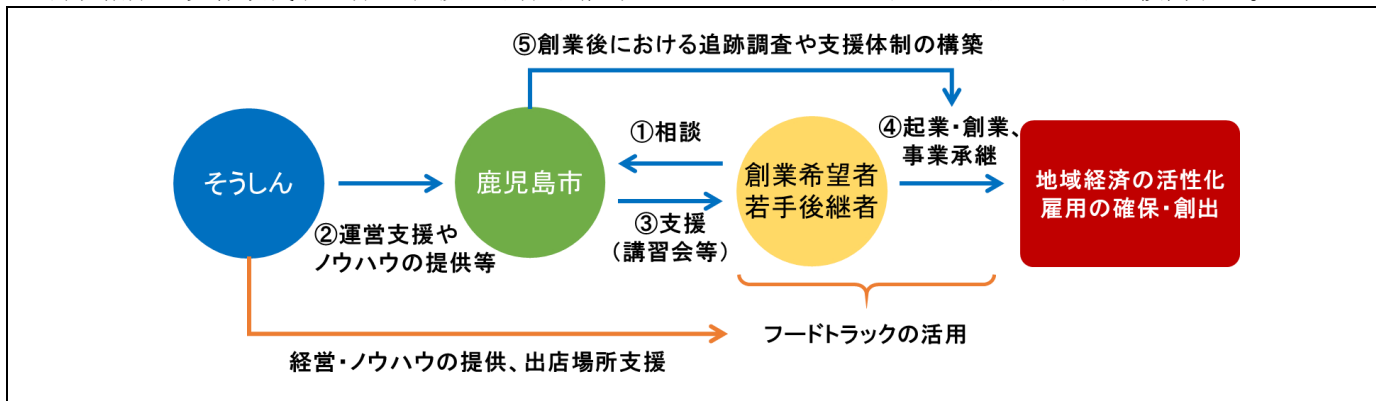 ⑤創業後における追跡調査や支援体制の構築
そうしん
②運営支援や
ノウハウの提供等
鹿児島市
①相談
③支援
(講習会等)
創業希望者
若手後継者
④起業・創業、
事業承継
地域経済の活性化
雇用の確保・創出
フードトラックの活用
経営・ノウハウの提供、出店場所支援